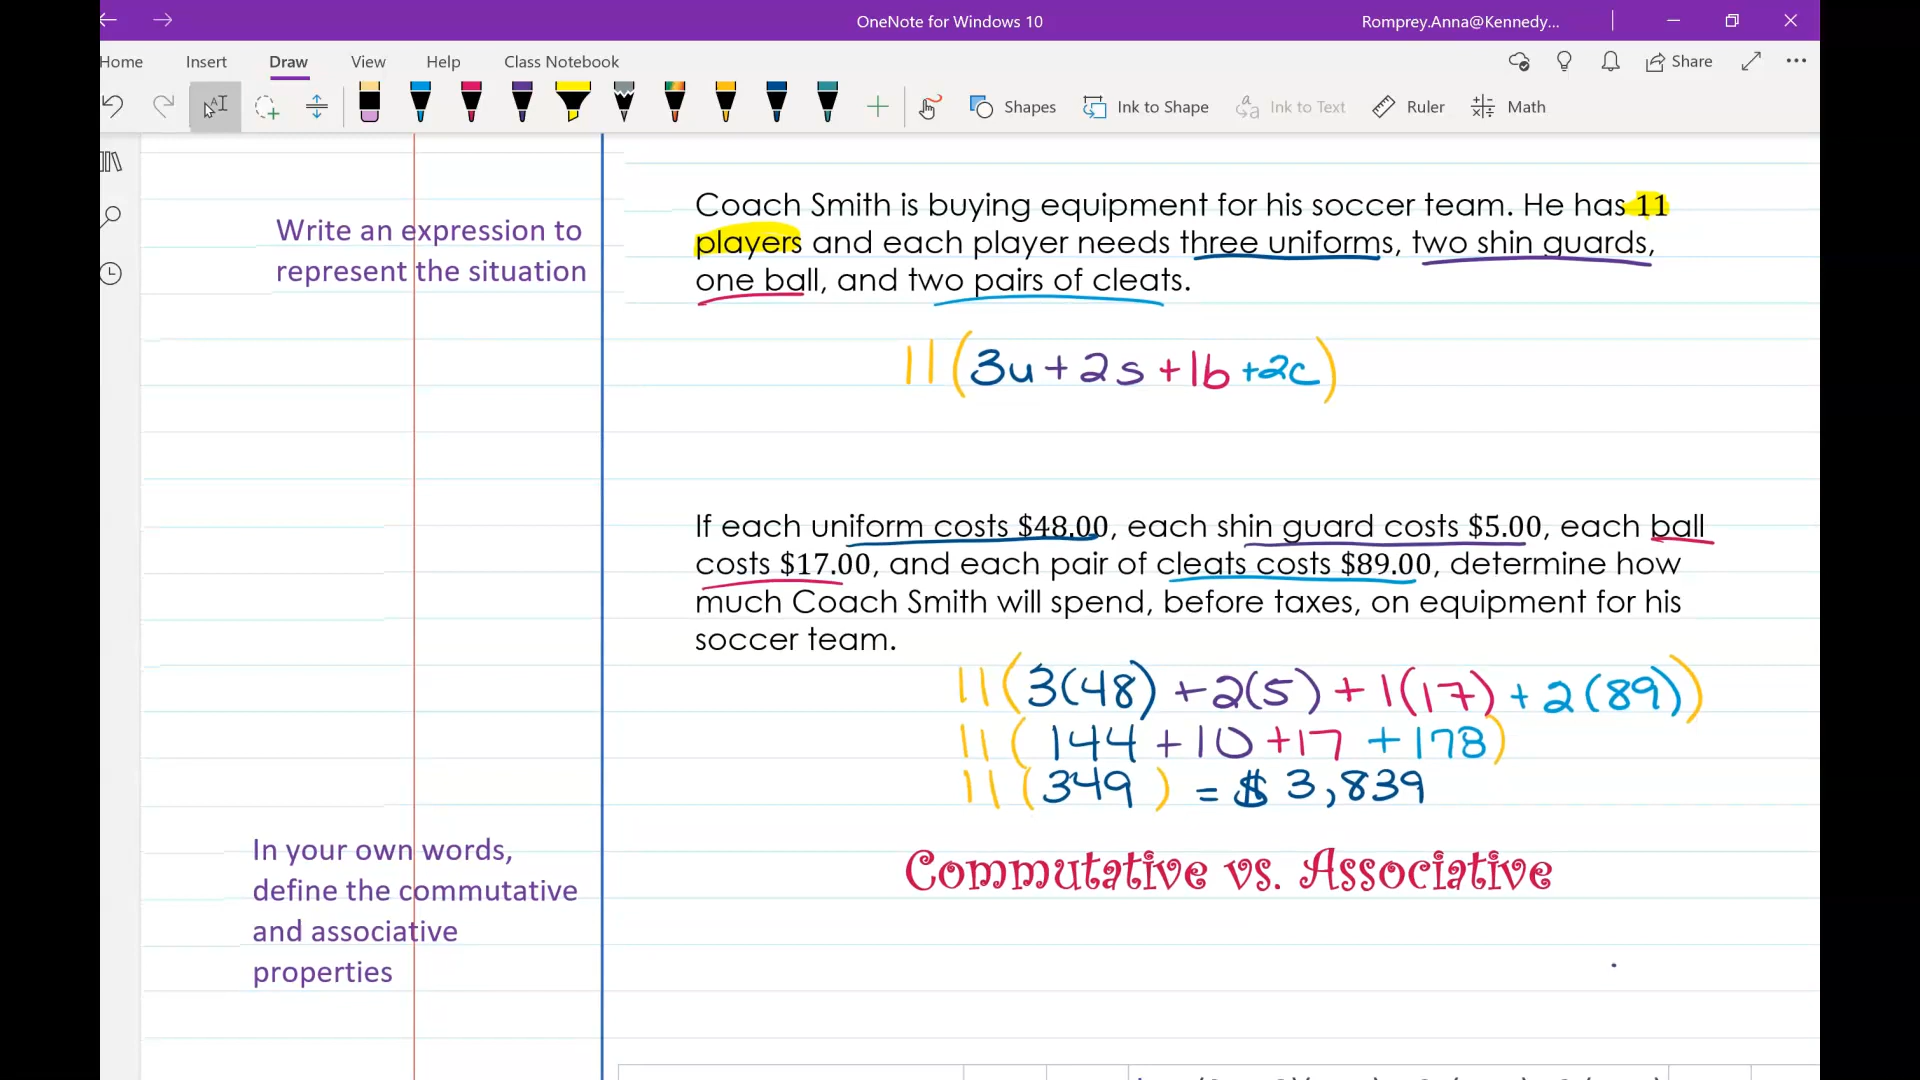 OneNote for Windows 10
Romprey.Anna@Kennedy...
Home Insert Draw View Help Class Notebook
Share
Shapes Ink to Shape Ink to Text Ruler Math
Write an expression to
represent the situation
Coach Smith is buying equipment for his soccer team. He has 11
players and each player needs three uniforms, two shin guards,
one ball, and two pairs of cleats.
11(3u+2s+1b+2c)
If each uniform costs $48.00, each shin guard costs $5.00, each ball
costs $17.00, and each pair of cleats costs $89.00, determine how
much Coach Smith will spend, before taxes, on equipment for his
soccer team.
11(3(48)+2(5)+1(17)+2(89))
11(144+10+17+178)
11(349)=$3,839
In your own words,
define the commutative
and associative
properties
Commutative vs. Associative